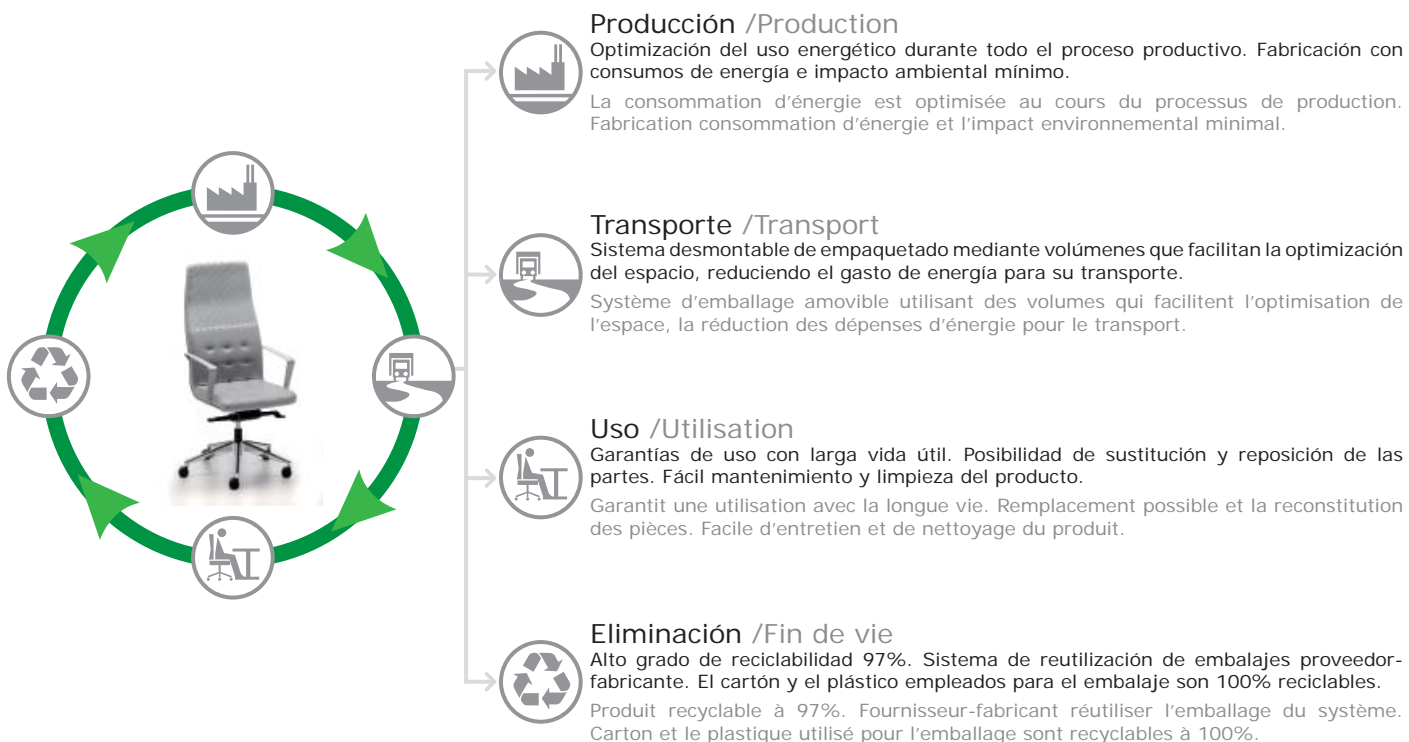 Producción /Production
Optimización del uso energético durante todo el proceso productivo. Fabricación con
consumos de energía e impacto ambiental mínimo.
La consommation d'énergie est optimisée au cours du processus de production.
Fabrication consommation d'énergie et l'impact environnemental minimal.
Transporte /Transport
Sistema desmontable de empaquetado mediante volúmenes que facilitan la optimización
del espacio, reduciendo el gasto de energía para su transporte.
Système d'emballage amovible utilisant des volumes qui facilitent l'optimisation de
l'espace, la réduction des dépenses d'énergie pour le transport.
Uso /Utilisation
Garantías de uso con larga vida útil. Posibilidad de sustitución y reposición de las
partes. Fácil mantenimiento y limpieza del producto.
Garantit une utilisation avec la longue vie. Remplacement possible et la reconstitution
des pièces. Facile d'entretien et de nettoyage du produit.
Eliminación /Fin de vie
Alto grado de reciclabilidad 97%. Sistema de reutilización de embalajes proveedor-
fabricante. El cartón y el plástico empleados para el embalaje son 100% reciclables.
Produit recyclable à 97%. Fournisseur-fabricant réutiliser l'emballage du système.
Carton et le plastique utilisé pour l'emballage sont recyclables à 100%.